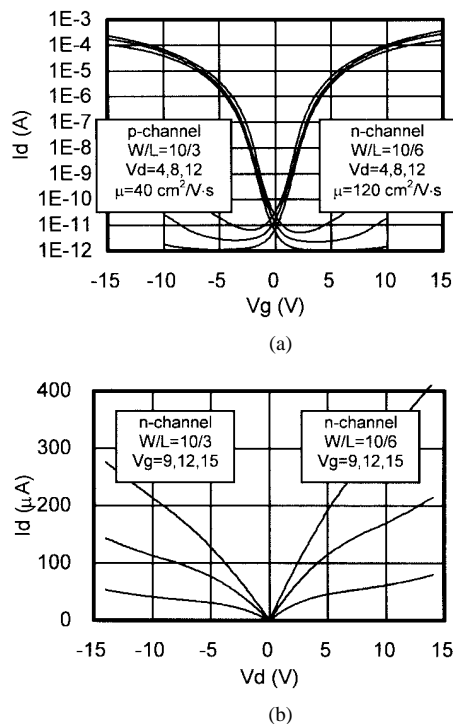 1E-3
1E-4
1E-5
1E-6
1E-7
1E-8
1E-9
1E-10
1E-11
1E-12
Id (A)
p-channel
W/L=10/3
Vd=4,8,12
μ=40 cm²/V·s
n-channel
W/L=10/6
Vd=4,8,12
μ=120 cm²/V·s
-15 -10 -5 0 5 10 15
Vg (V)
(a)
400
300
200
100
0
Id (μA)
n-channel
W/L=10/3
Vg=9,12,15
n-channel
W/L=10/6
Vg=9,12,15
-15 -10 -5 0 5 10 15
Vd (V)
(b)